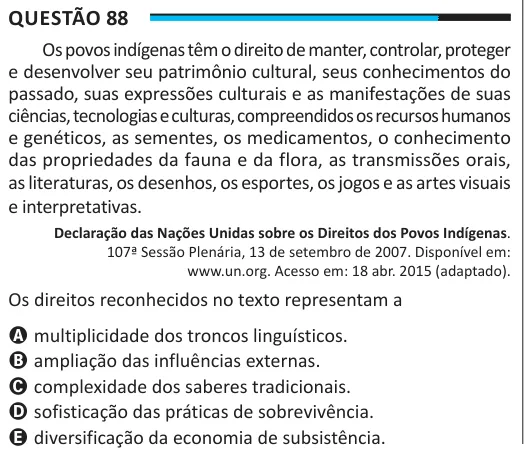 QUESTÃO 88
Os povos indígenas têm o direito de manter, controlar, proteger
e desenvolver seu patrimônio cultural, seus conhecimentos do
passado, suas expressões culturais e as manifestações de suas
ciências, tecnologias e culturas, compreendidos os recursos humanos
e genéticos, as sementes, os medicamentos, o conhecimento
das propriedades da fauna e da flora, as transmissões orais,
as literaturas, os desenhos, os esportes, os jogos e as artes visuais
e interpretativas.
Declaração das Nações Unidas sobre os Direitos dos Povos Indígenas.
107ª Sessão Plenária, 13 de setembro de 2007. Disponível em:
www.un.org. Acesso em: 18 abr. 2015 (adaptado).
Os direitos reconhecidos no texto representam a
A multiplicidade dos troncos linguísticos.
B ampliação das influências externas.
C complexidade dos saberes tradicionais.
D sofisticação das práticas de sobrevivência.
E diversificação da economia de subsistência.